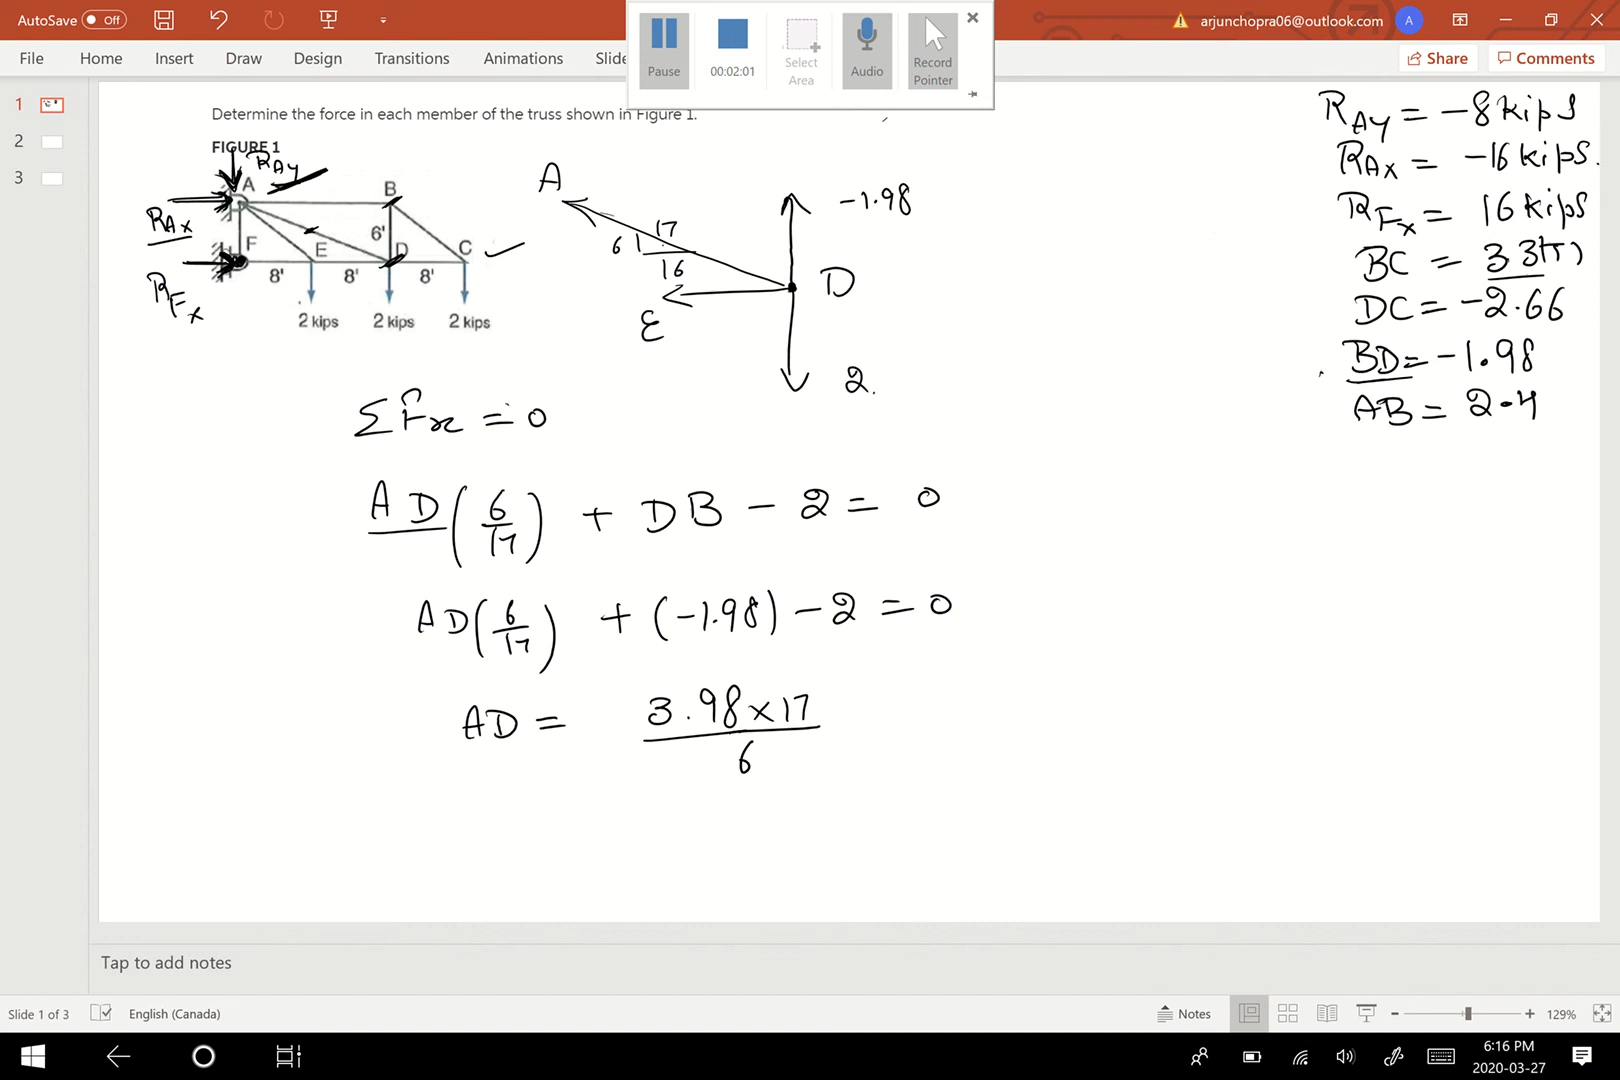 AutoSave Off
arjunchopra06@outlook.com A
File Home Insert Draw Design Transitions Animations Slide
Pause
00:02:01
Select Area
Audio
Record Pointer
Share
Comments
1
2
3
Determine the force in each member of the truss shown in Figure 1.
FIGURE 1
RAy
A
B
RAx
F
E
6'
D
C
8' 8' 8'
RFx
2 kips 2 kips 2 kips
A
17
6
16
-1.98
D
E
2.
ΣFx = 0
AD(6/17) + DB - 2 = 0
AD(6/17) + (-1.98) - 2 = 0
AD = 3.98×17/6
RAy = -8 kips
RAx = -16 kips.
RFx = 16 kips
BC = 3.3(T)
DC = -2.66
BD = -1.98
AB = 2.4
Tap to add notes
Slide 1 of 3
English (Canada)
Notes
129%
6:16 PM
2020-03-27